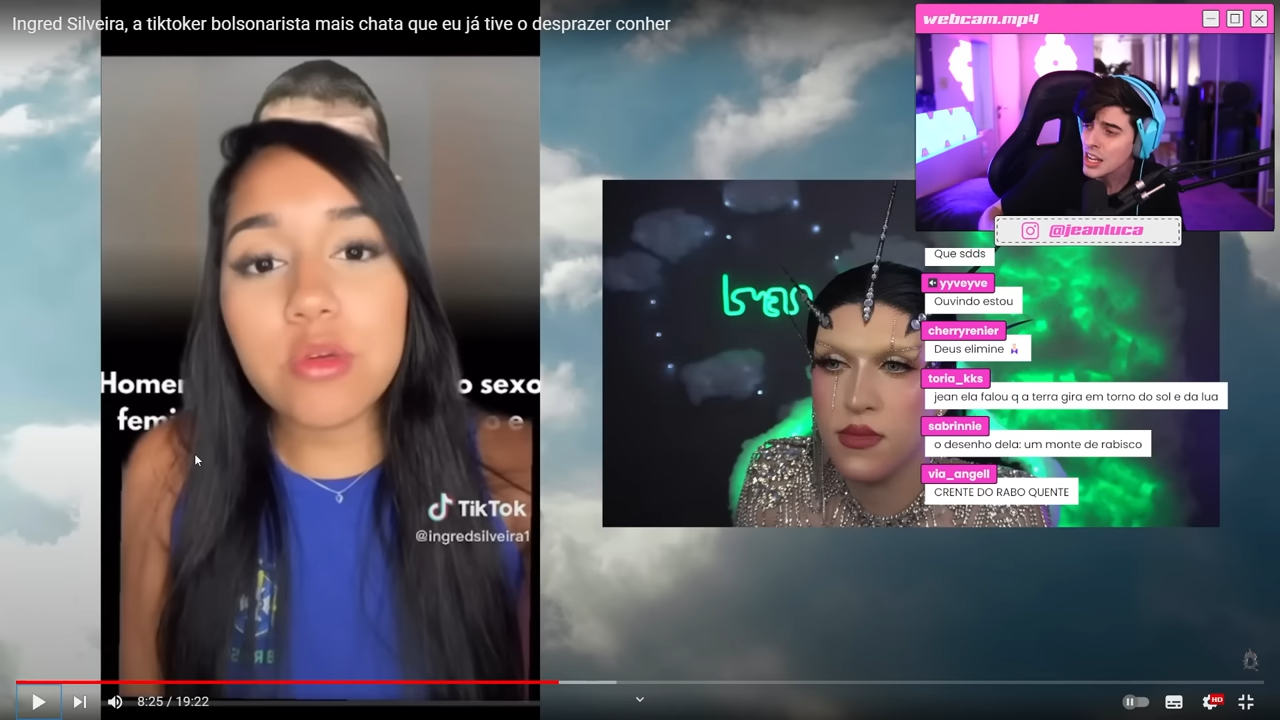 Ingred Silveira, a tiktoker bolsonarista mais chata que eu já tive o desprazer conher
webcam.mp4
@jeanluca
Que sdds
yyveyve
Ouvindo estou
cherryrenier
Deus elimine
toria_kks
jean ela falou q a terra gira em torno do sol e da lua
sabrinnie
o desenho dela: um monte de rabisco
via_angell
CRENTE DO RABO QUENTE
o sexo
e
TikTok
@ingredsilveira1
8:25 / 19:22
HD